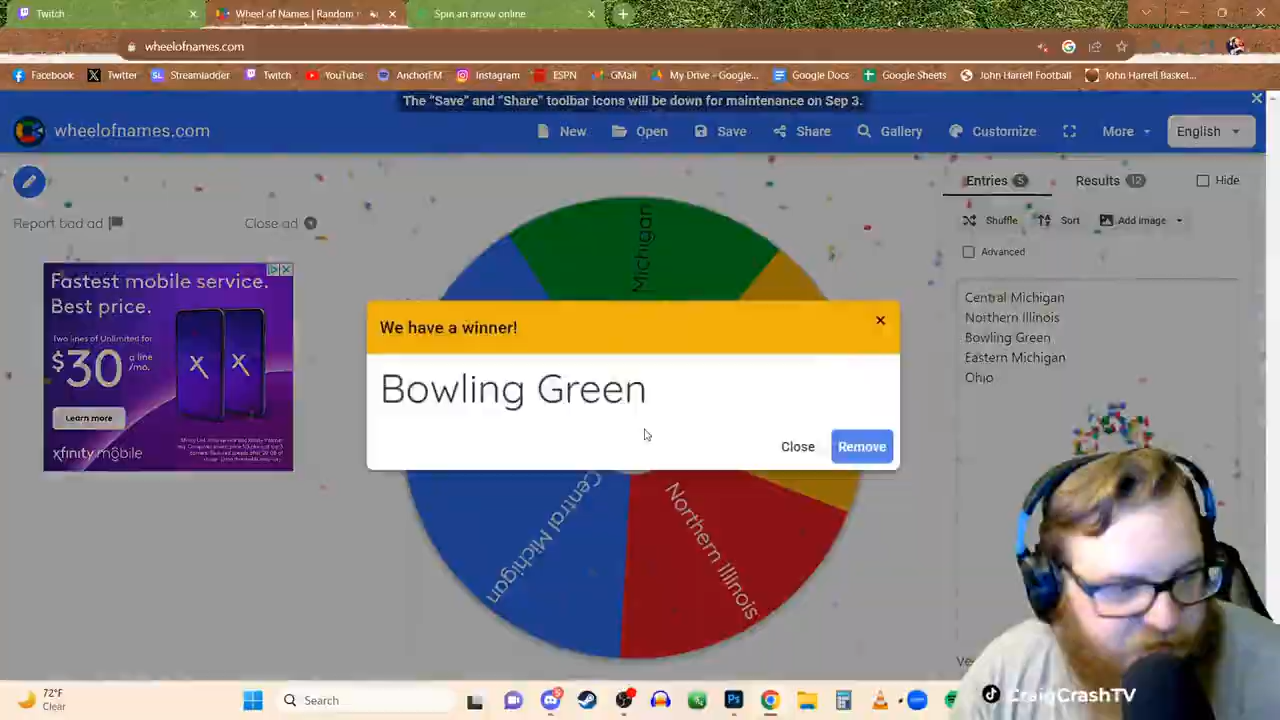 Twitch
Wheel of Names | Random
Spin an arrow online
wheelofnames.com
Facebook
Twitter
Streamladder
Twitch
YouTube
AnchorFM
Instagram
ESPN
GMail
My Drive - Google...
Google Docs
Google Sheets
John Harrell Football
John Harrell Basket...
The "Save" and "Share" toolbar icons will be down for maintenance on Sep 3.
wheelofnames.com
New
Open
Save
Share
Gallery
Customize
More
English
Entries 5
Results 12
Hide
Report bad ad
Close ad
Shuffle
Sort
Add image
Advanced
Fastest mobile service.
Best price.
Two lines of Unlimited for
$30 a line /mo.
Learn more
xfinity mobile
Michigan
We have a winner!
Bowling Green
Close
Remove
Central Michigan
Northern Illinois
Central Michigan
Northern Illinois
Bowling Green
Eastern Michigan
Ohio
72°F
Clear
Search
CraigCrashTV